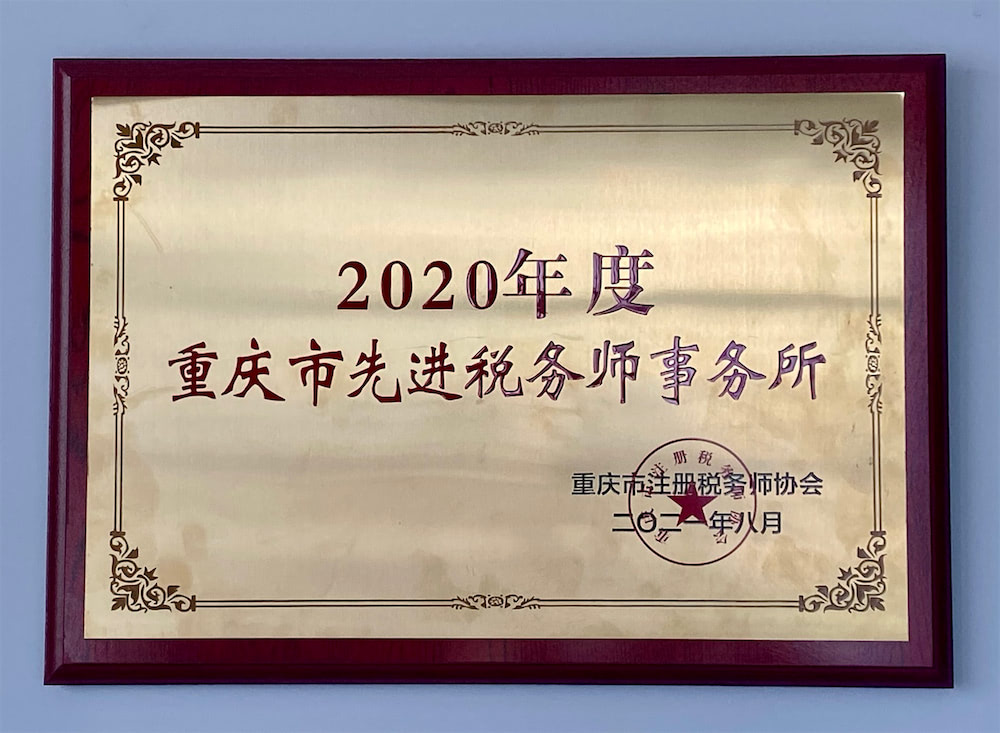 2020年度
重庆市先进税务师事务所
重庆市注册税务师协会
二〇二一年八月